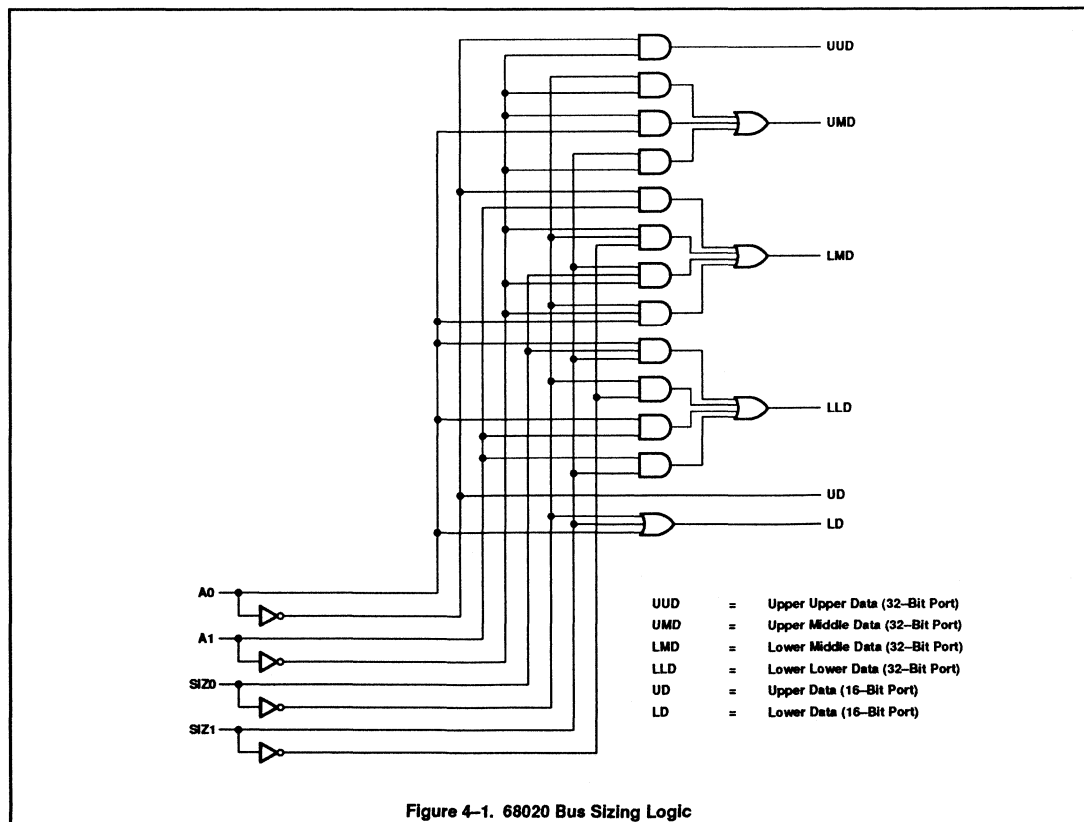 UUD
UMD
LMD
LLD
UD
LD
A0
A1
SIZ0
SIZ1
UUD = Upper Upper Data (32–Bit Port)
UMD = Upper Middle Data (32–Bit Port)
LMD = Lower Middle Data (32–Bit Port)
LLD = Lower Lower Data (32–Bit Port)
UD = Upper Data (16–Bit Port)
LD = Lower Data (16–Bit Port)
Figure 4–1. 68020 Bus Sizing Logic